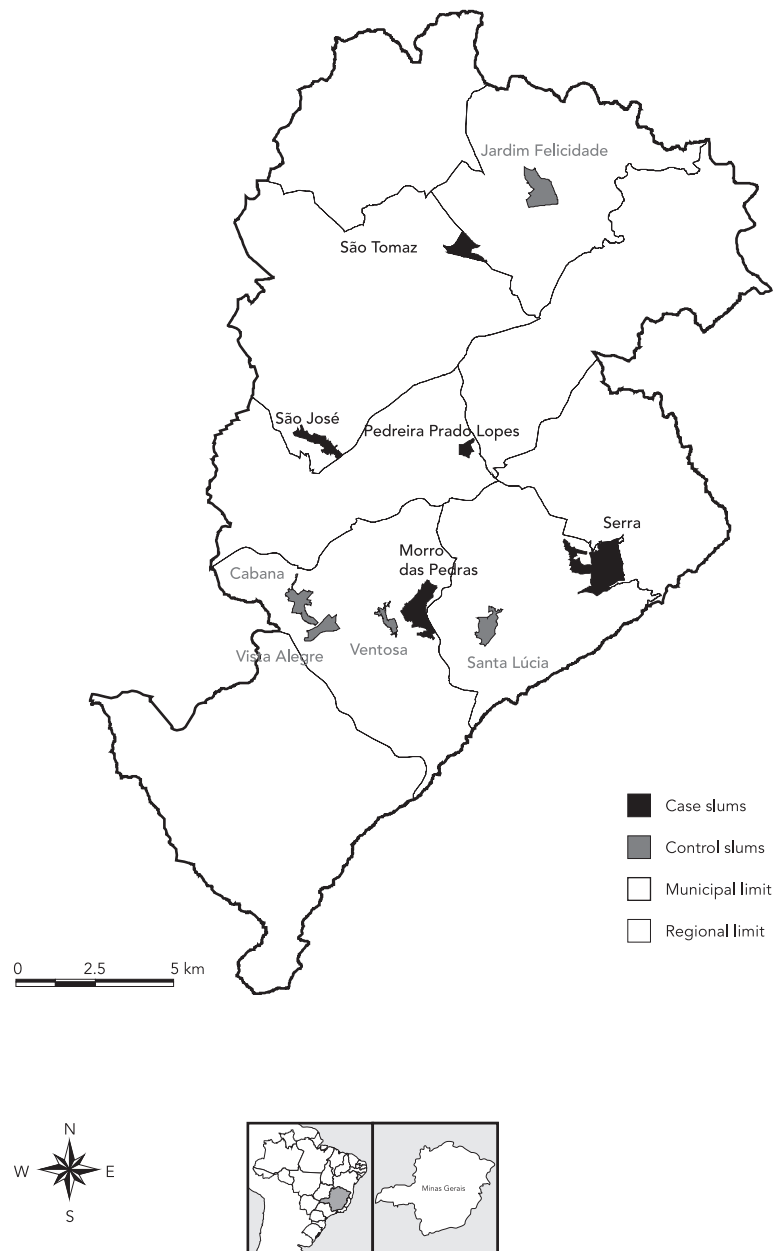 Jardim Felicidade
São Tomaz
São José
Pedreira Prado Lopes
Serra
Morro
das Pedras
Cabana
Vista Alegre
Ventosa
Santa Lúcia
Case slums
Control slums
Municipal limit
Regional limit
0 2.5 5 km
N
W E
S
Minas Gerais